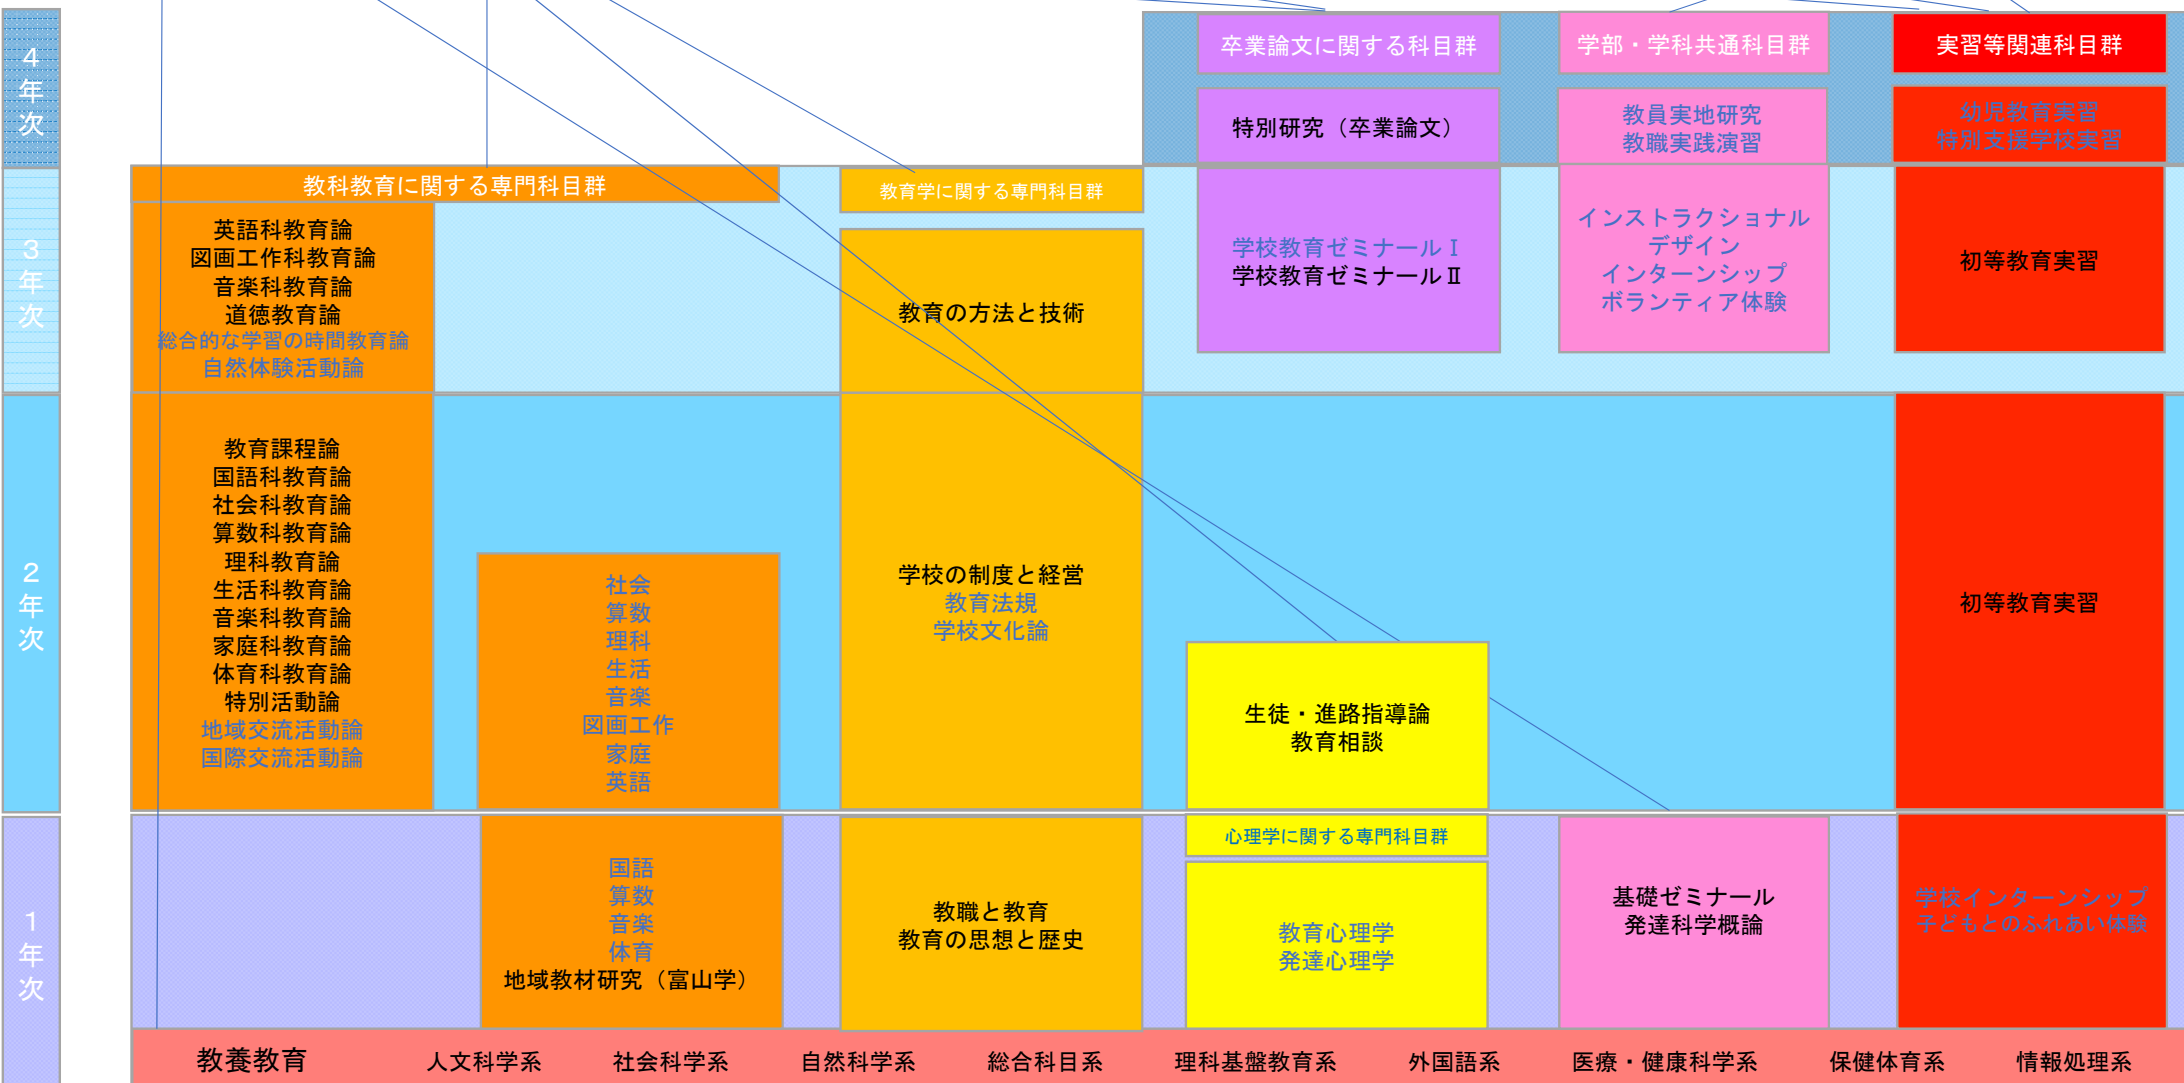 4年次
卒業論文に関する科目群
学部・学科共通科目群
実習等関連科目群
特別研究（卒業論文）
教員実地研究
教職実践演習
幼児教育実習
特別支援学校実習
3年次
教科教育に関する専門科目群
教育学に関する専門科目群
英語科教育論
図画工作科教育論
音楽科教育論
道徳教育論
総合的な学習の時間教育論
自然体験活動論
教育の方法と技術
学校教育ゼミナールⅠ
学校教育ゼミナールⅡ
インストラクショナル
デザイン
インターンシップ
ボランティア体験
初等教育実習
2年次
教育課程論
国語科教育論
社会科教育論
算数科教育論
理科教育論
生活科教育論
音楽科教育論
家庭科教育論
体育科教育論
特別活動論
地域交流活動論
国際交流活動論
社会
算数
理科
生活
音楽
図画工作
家庭
英語
学校の制度と経営
教育法規
学校文化論
生徒・進路指導論
教育相談
初等教育実習
1年次
国語
算数
音楽
体育
地域教材研究（富山学）
教職と教育
教育の思想と歴史
心理学に関する専門科目群
教育心理学
発達心理学
基礎ゼミナール
発達科学概論
学校インターンシップ
子どもとのふれあい体験
教養教育 人文科学系 社会科学系 自然科学系 総合科目系 理科基盤教育系 外国語系 医療・健康科学系 保健体育系 情報処理系